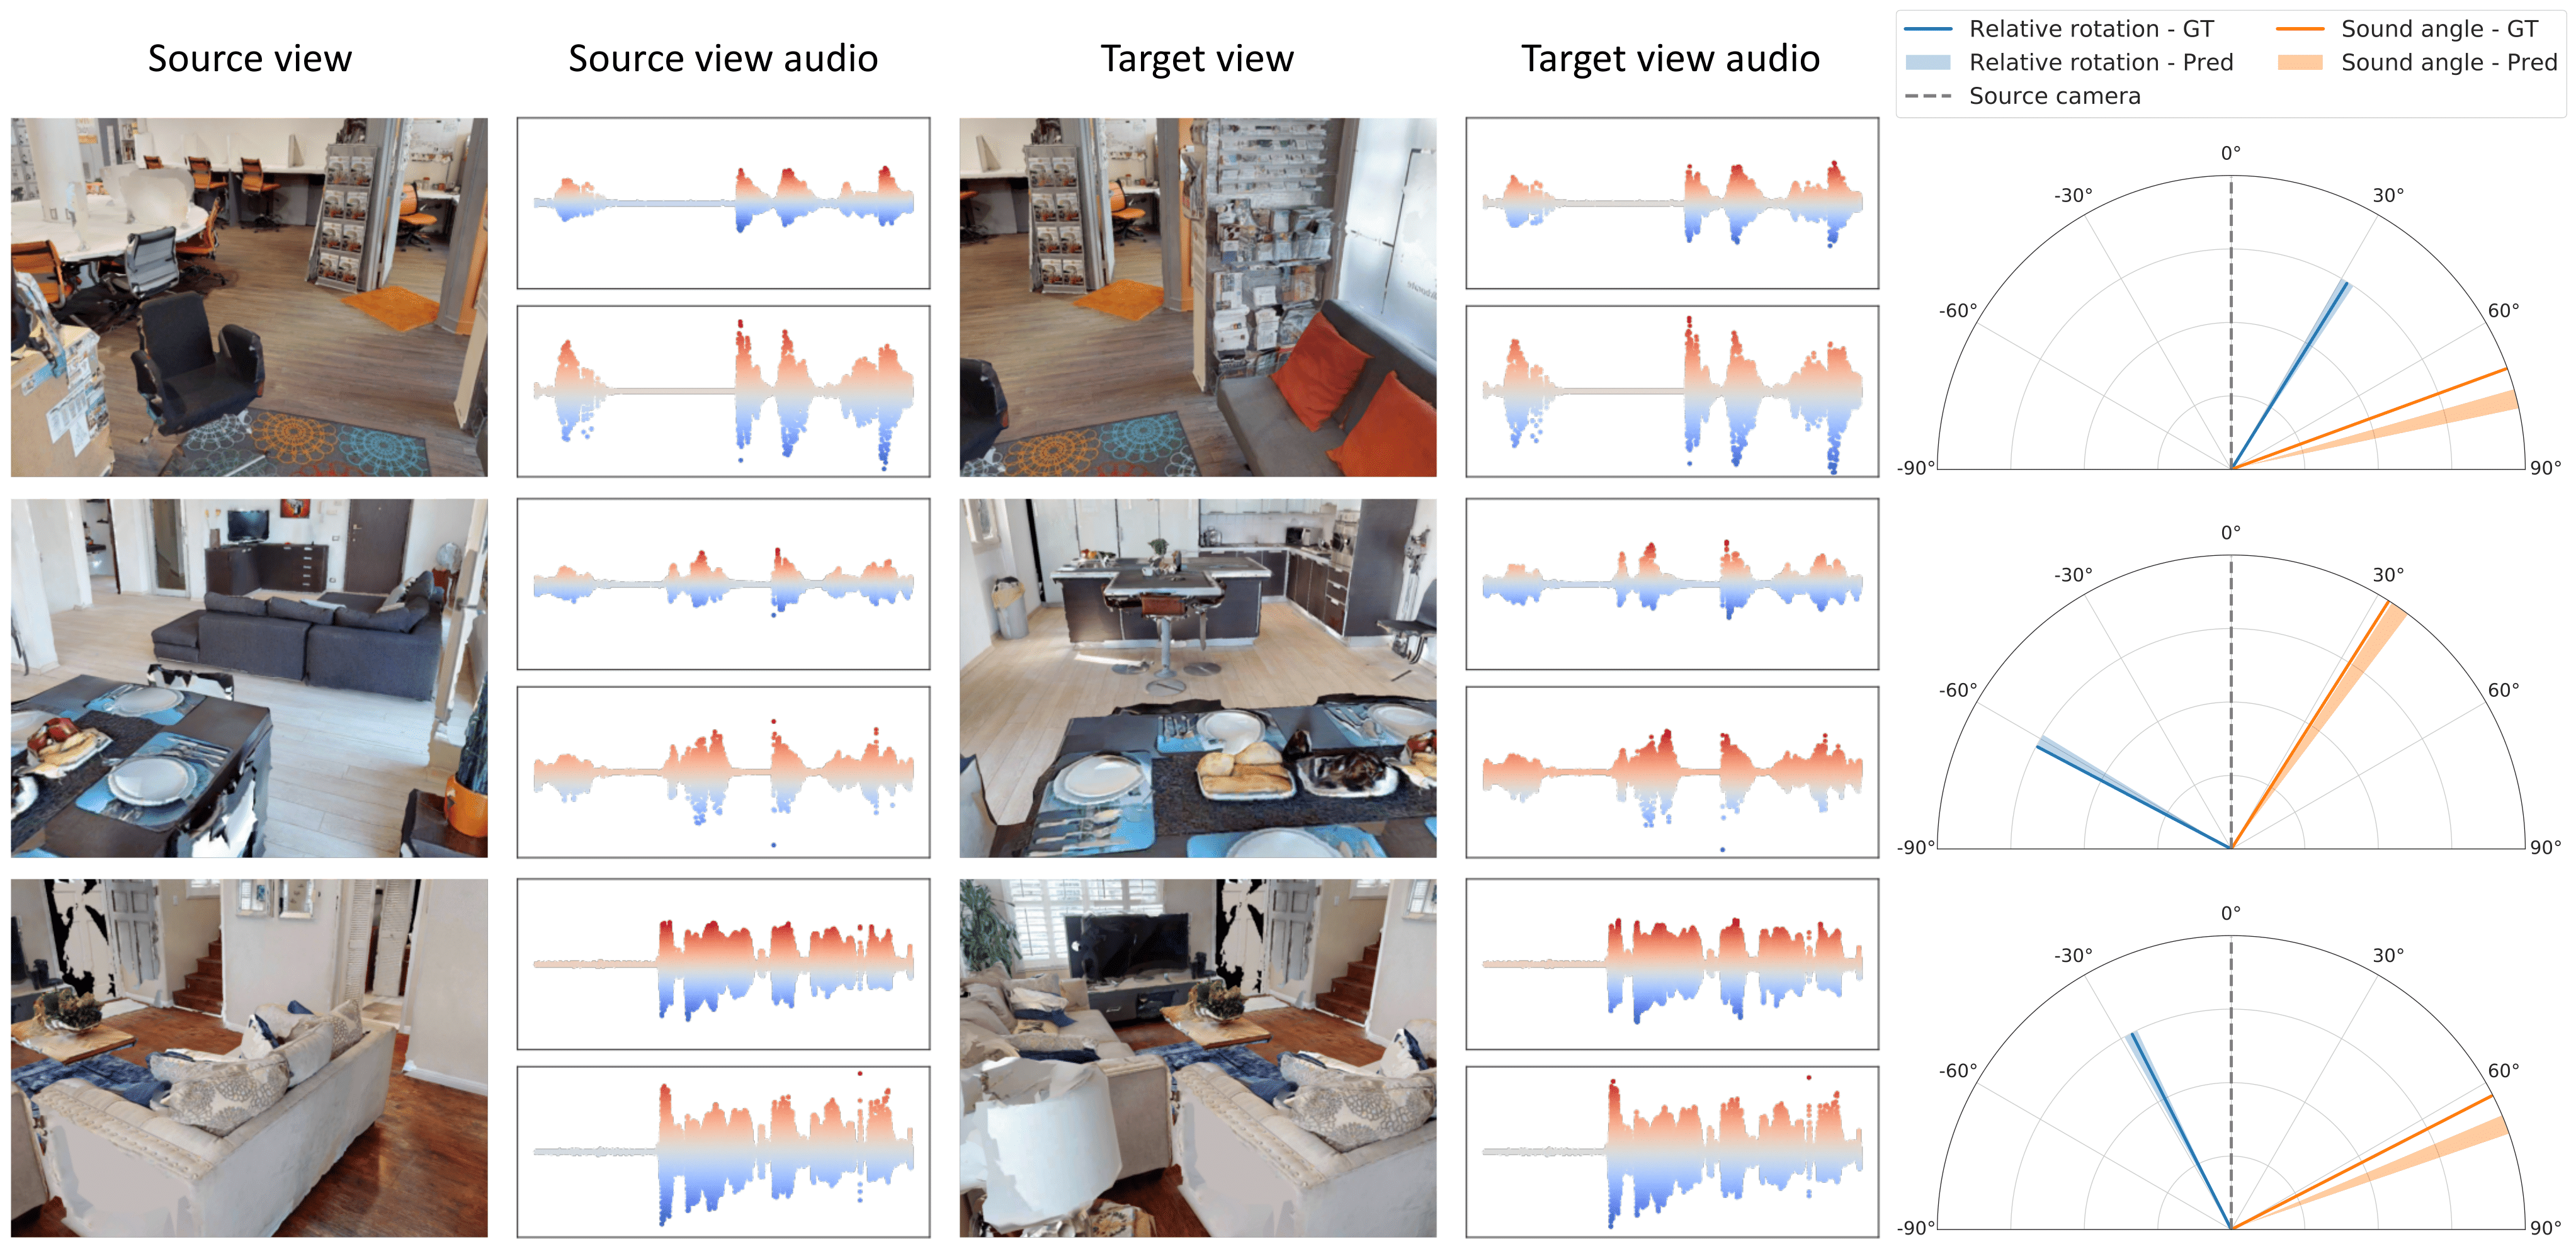 Source view
Source view audio
Target view
Target view audio
Relative rotation - GT
Sound angle - GT
Relative rotation - Pred
Sound angle - Pred
Source camera
0°
-30°
30°
-60°
60°
-90°
90°
0°
-30°
30°
-60°
60°
-90°
90°
0°
-30°
30°
-60°
60°
-90°
90°